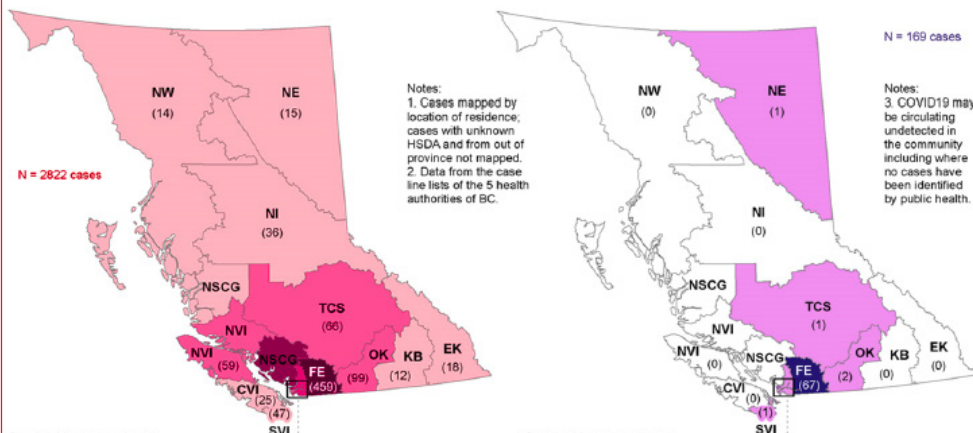 N = 2822 cases
NW
(14)
NE
(15)
NI
(36)
NSCG
NVI
TCS
(66)
NVI
(59)
NSCG
FE
(459)
OK
(99)
KB
(12)
EK
(18)
CVI
(25)
(47)
SVI
Notes:
1. Cases mapped by
location of residence;
cases with unknown
HSDA and from out of
province not mapped.
2. Data from the case
line lists of the 5 health
authorities of BC.
N = 169 cases
NW
(0)
NE
(1)
NI
(0)
NSCG
NVI
TCS
(1)
NVI
(0)
NSCG
FE
(67)
OK
(2)
KB
(0)
EK
(0)
CVI
(0)
(1)
SVI
Notes:
3. COVID19 may
be circulating
undetected in
the community
including where
no cases have
been identified
by public health.